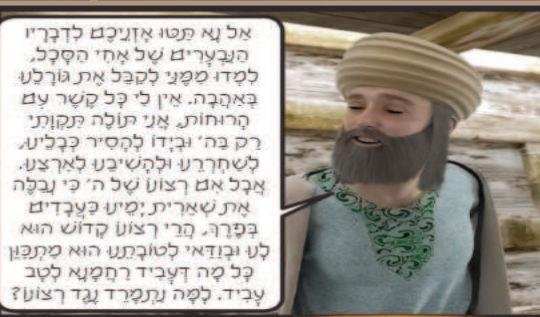 אַל נָא תַּטּוּ אָזְנֵיכֶם לִדְבָרָיו
הַנִּבְעָרִים שֶׁל אָחִי הַסָּכָל,
לִמְדוּ מִמֶּנִּי לְקַבֵּל אֶת גּוֹרָלֵנוּ
בְּאַהֲבָה. אֵין לִי כָּל קֶשֶׁר עִם
הָרוּחוֹת, אֲנִי תּוֹלֶה תִּקְוָתִי
רַק בַּה' וּבְיָדוֹ לְהָסִיר כְּבָלֵינוּ,
לְשַׁחְרְרֵנוּ וְלַהֲשִׁיבֵנוּ לְאַרְצֵנוּ.
אֲבָל אִם רְצוֹנוֹ שֶׁל ה' כִּי נְבַלֶּה
אֶת שְׁאֵרִית יָמֵינוּ כַּעֲבָדִים
בְּפֶרֶךְ, הֲרֵי רְצוֹנוֹ קָדוֹשׁ הוּא
לָנוּ וּבְוַדַּאי לְטוֹבָתֵנוּ הוּא מִתְכַּוֵּן
כָּל מָה דְּעָבִיד רַחֲמָנָא לְטַב
עָבִיד. לָמָּה נִתְמָרֵד נֶגֶד רְצוֹנוֹ?